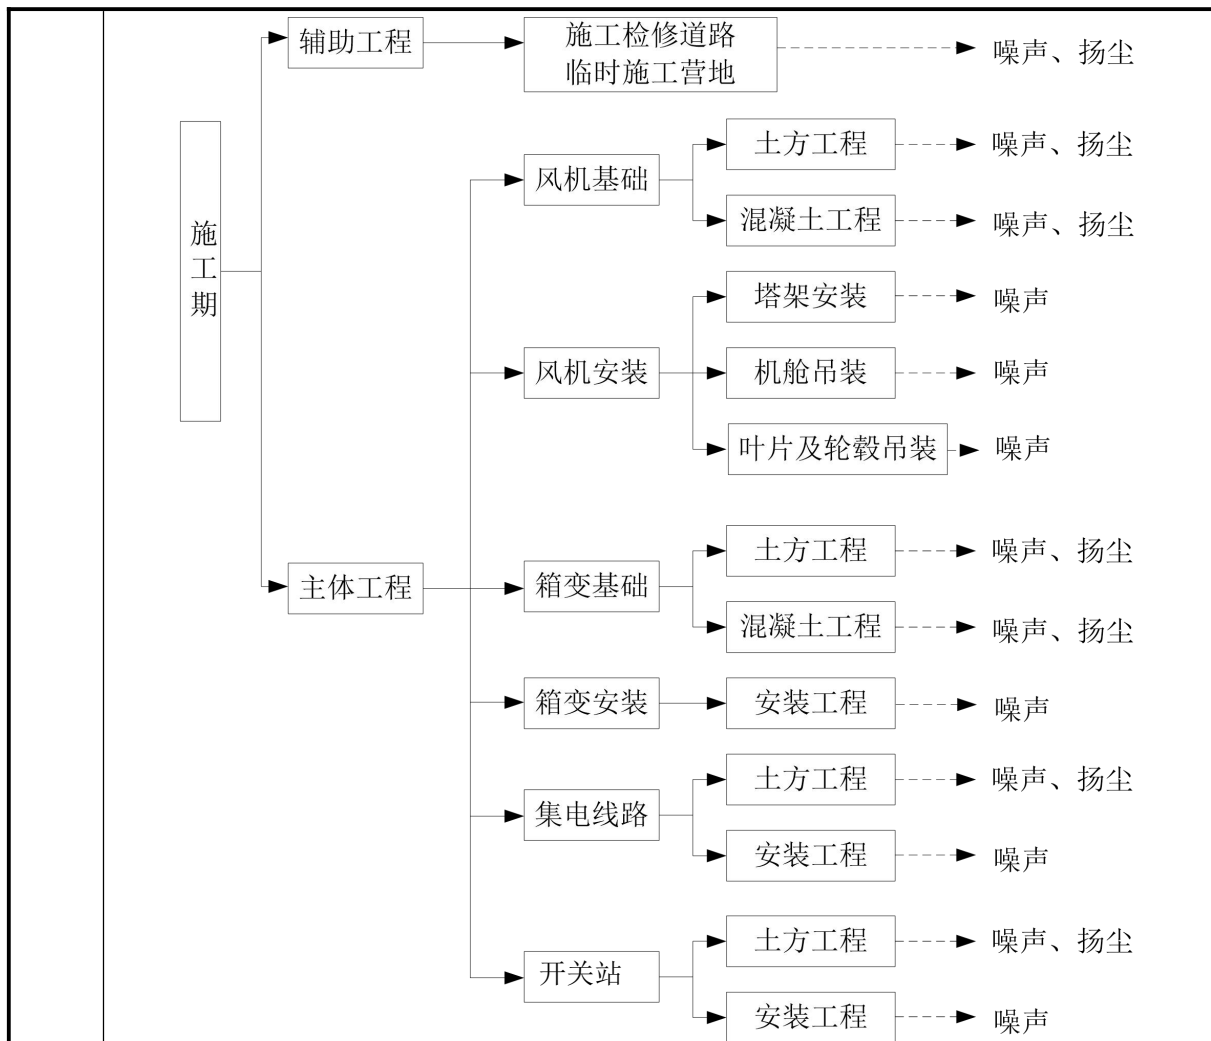 辅助工程
施工检修道路
临时施工营地
噪声、扬尘
施工期
风机基础
土方工程
噪声、扬尘
混凝土工程
噪声、扬尘
风机安装
塔架安装
噪声
机舱吊装
噪声
叶片及轮毂吊装
噪声
主体工程
箱变基础
土方工程
噪声、扬尘
混凝土工程
噪声、扬尘
箱变安装
安装工程
噪声
集电线路
土方工程
噪声、扬尘
安装工程
噪声
开关站
土方工程
噪声、扬尘
安装工程
噪声